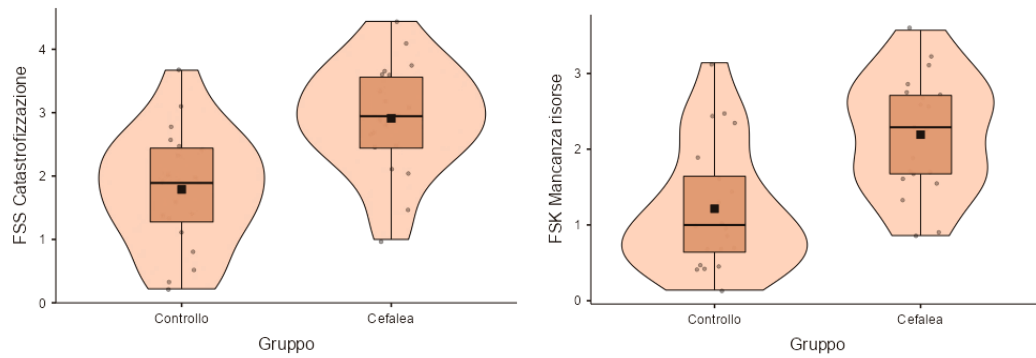 FSS Catastrofizzazione
4
3
2
1
0
Controllo
Cefalea
Gruppo
FSK Mancanza risorse
3
2
1
0
Controllo
Cefalea
Gruppo